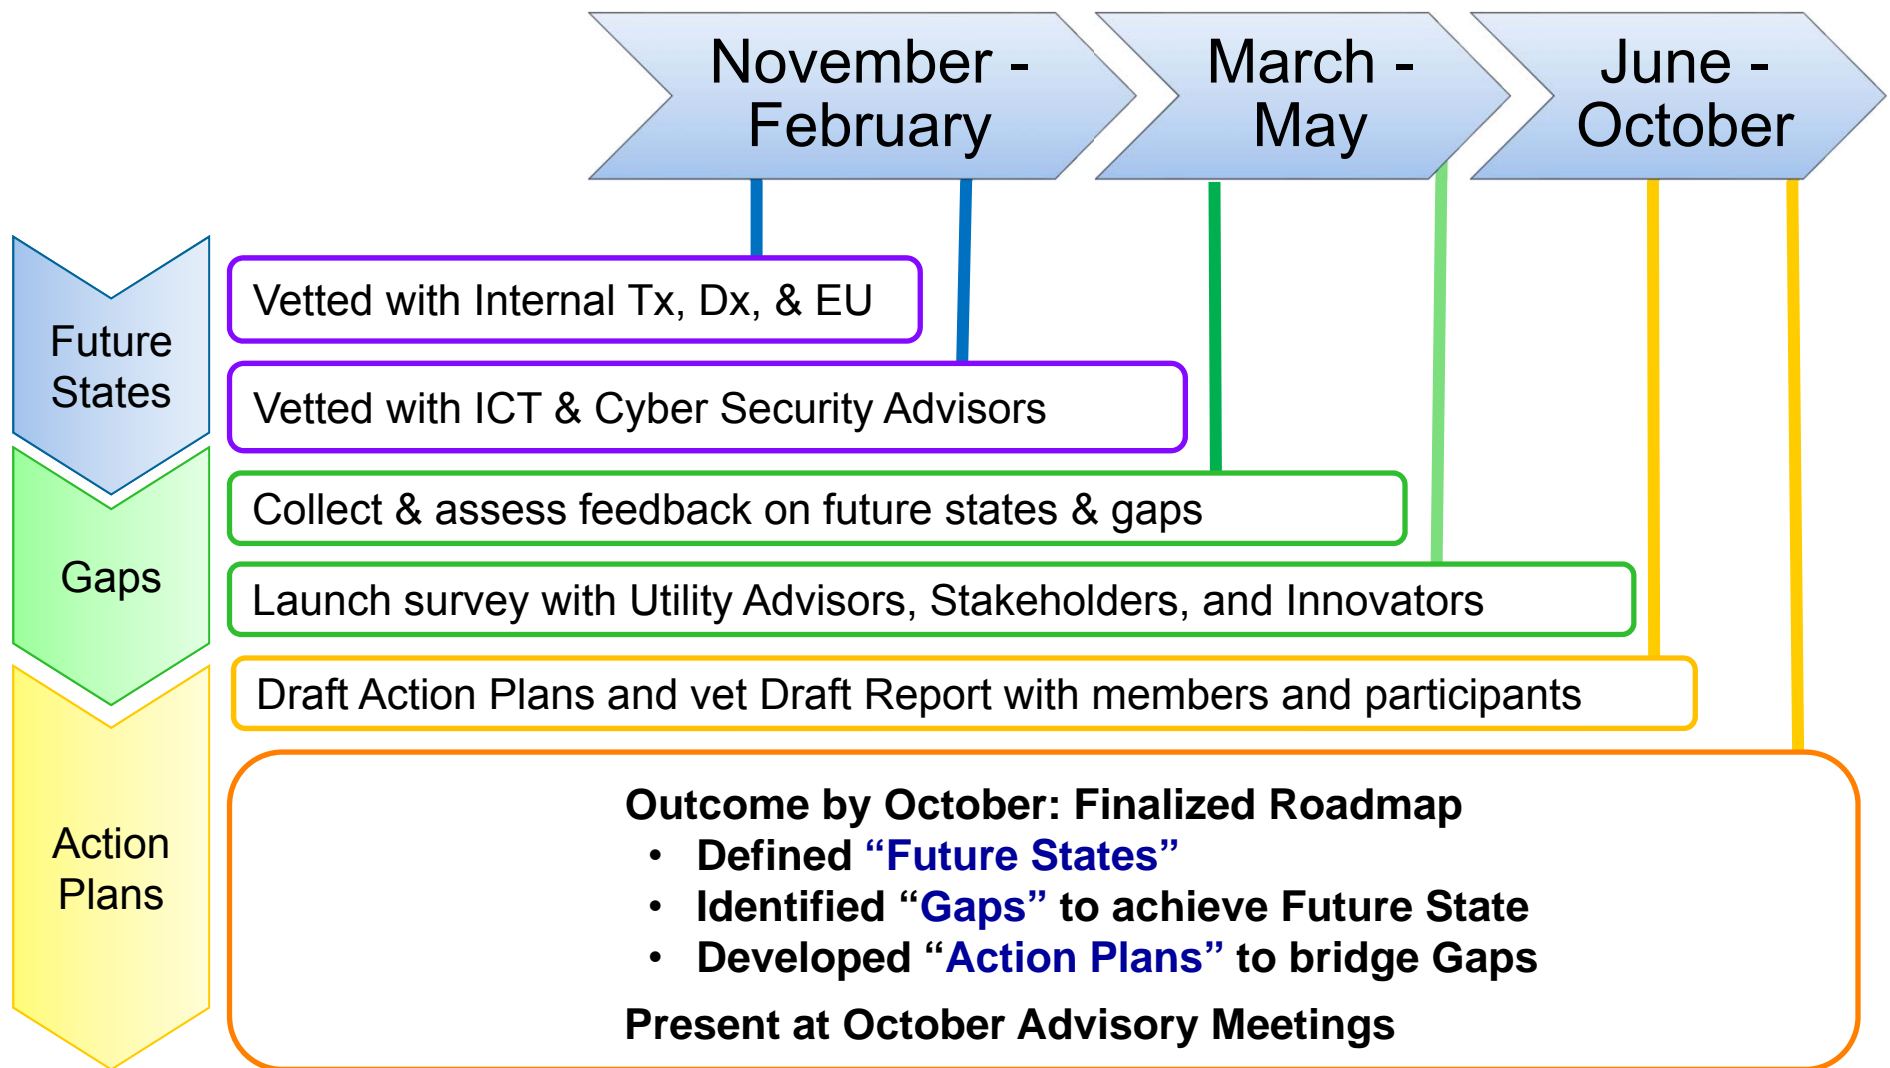 November -
February
March -
May
June -
October
Future
States
Vetted with Internal Tx, Dx, & EU
Vetted with ICT & Cyber Security Advisors
Gaps
Collect & assess feedback on future states & gaps
Launch survey with Utility Advisors, Stakeholders, and Innovators
Action
Plans
Draft Action Plans and vet Draft Report with members and participants
Outcome by October: Finalized Roadmap
• Defined “Future States”
• Identified “Gaps” to achieve Future State
• Developed “Action Plans” to bridge Gaps
Present at October Advisory Meetings